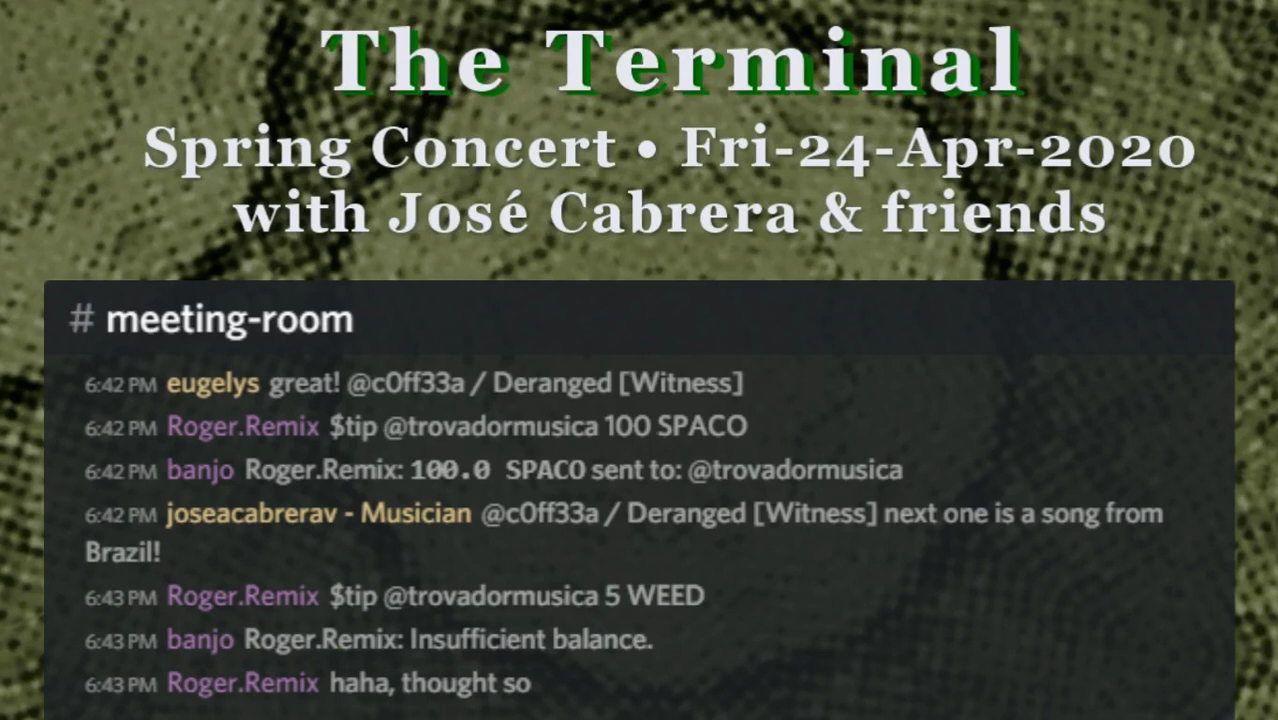 The Terminal
Spring Concert • Fri-24-Apr-2020
with José Cabrera & friends
# meeting-room
6:42 PM eugelys great! @c0ff33a / Deranged [Witness]
6:42 PM Roger.Remix $tip @trovadormusica 100 SPACO
6:42 PM banjo Roger.Remix: 100.0 SPACO sent to: @trovadormusica
6:42 PM joseacabrerav - Musician @c0ff33a / Deranged [Witness] next one is a song from
Brazil!
6:43 PM Roger.Remix $tip @trovadormusica 5 WEED
6:43 PM banjo Roger.Remix: Insufficient balance.
6:43 PM Roger.Remix haha, thought so